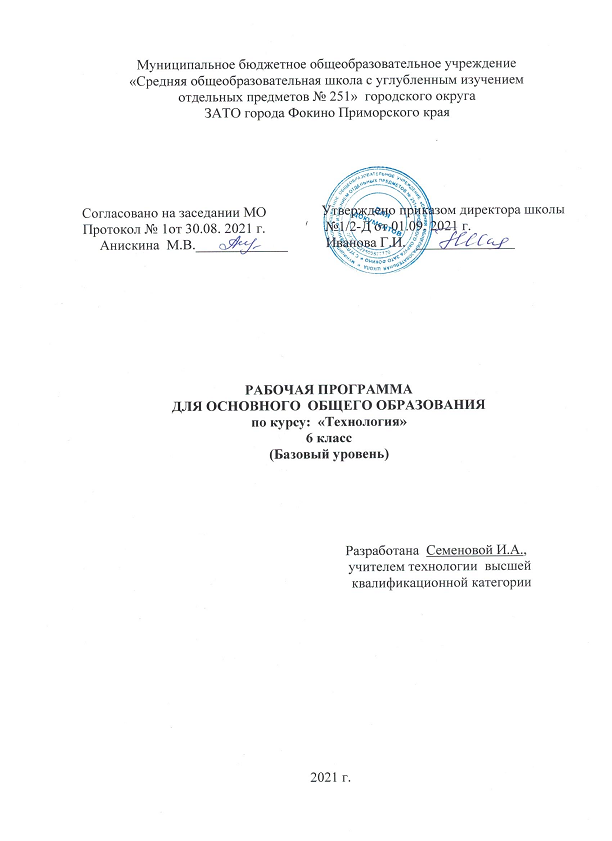 Муниципальное бюджетное общеобразовательное учреждение
«Средняя общеобразовательная школа с углубленным изучением
отдельных предметов № 251» городского округа
ЗАТО города Фокино Приморского края
Согласовано на заседании МО
Протокол № 1от 30.08. 2021 г.
Анискина М.В.
Утверждено приказом директора школы
№1/2-Д от 01.09. 2021 г.
Иванова Г.И.
ДЛЯ
ДОКУМЕНТОВ
РАБОЧАЯ ПРОГРАММА
ДЛЯ ОСНОВНОГО ОБЩЕГО ОБРАЗОВАНИЯ
по курсу: «Технология»
6 класс
(Базовый уровень)
Разработана Семеновой И.А.,
учителем технологии высшей
квалификационной категории
2021 г.